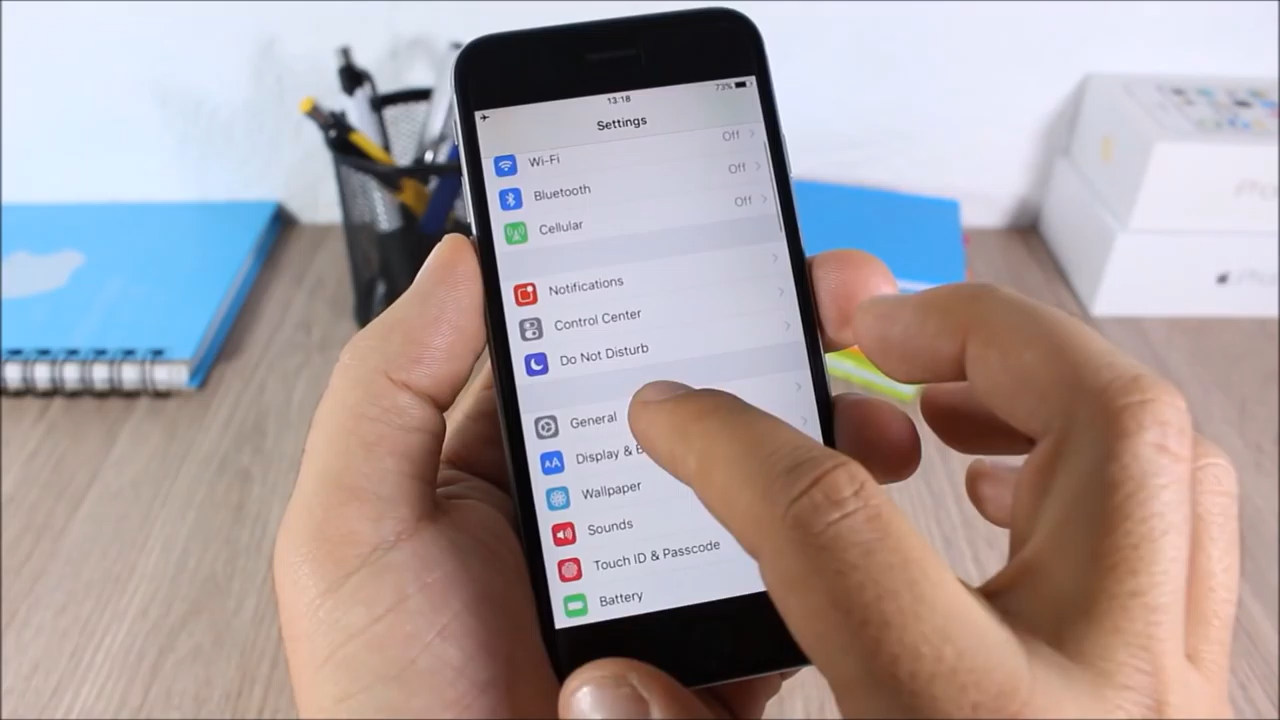 13:18
73%
Settings
Wi-Fi Off
Bluetooth Off
Cellular Off
Notifications
Control Center
Do Not Disturb
General
Display &
Wallpaper
Sounds
Touch ID & Passcode
Battery